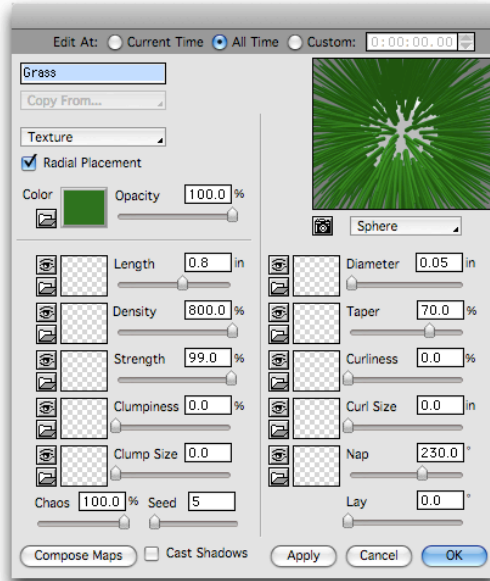 Edit At: Current Time All Time Custom: 0:00:00.00
Grass
Copy From...
Texture
Radial Placement
Color Opacity 100.0 %
Sphere
Length 0.8 in Diameter 0.05 in
Density 800.0 % Taper 70.0 %
Strength 99.0 % Curliness 0.0 %
Clumpiness 0.0 % Curl Size 0.0 in
Clump Size 0.0 Nap 230.0 °
Chaos 100.0 % Seed 5 Lay 0.0 °
Compose Maps Cast Shadows Apply Cancel OK